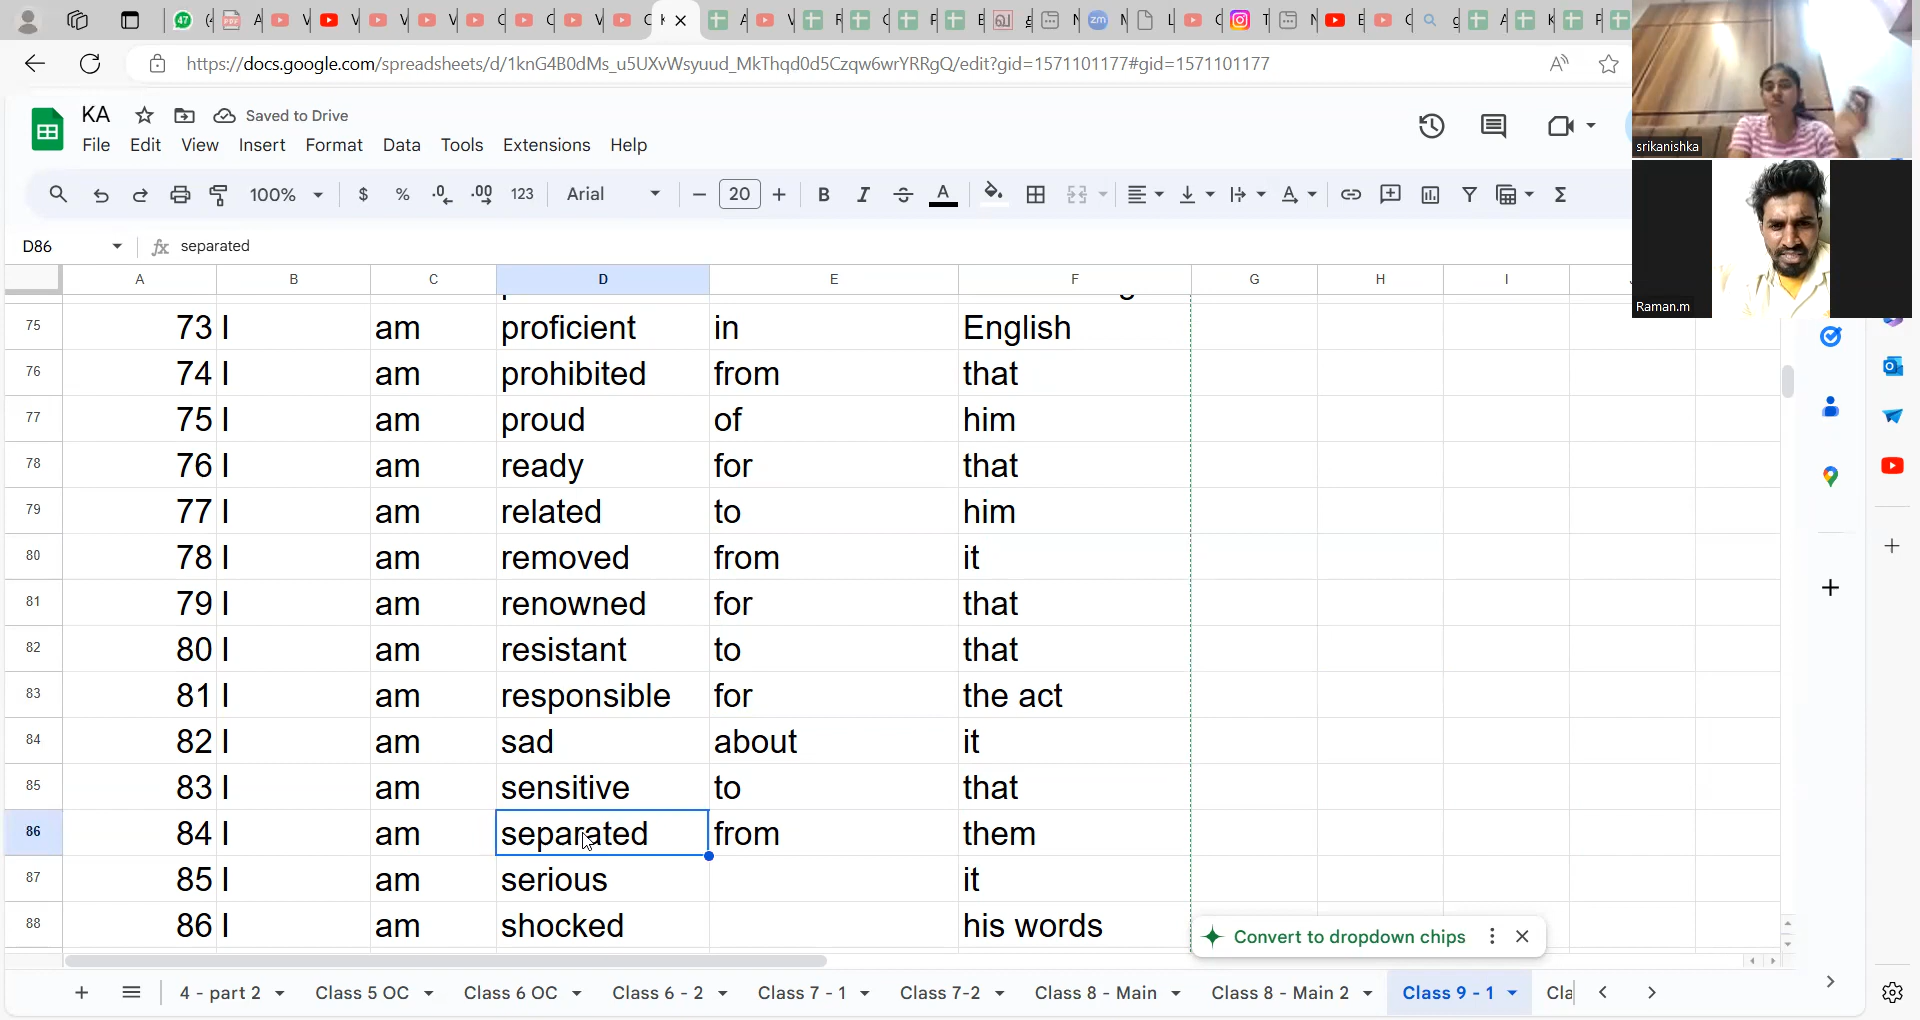 https://docs.google.com/spreadsheets/d/1knG4B0dMs_u5UXvWsyuud_MkThqd0d5Czqw6wrYRRgQ/edit?gid=1571101177#gid=1571101177
KA Saved to Drive
File Edit View Insert Format Data Tools Extensions Help
100% $ % .0 .00 123 Arial 20 B I A
D86 fx separated
A B C D E F G H I
75 73 I am proficient in English
76 74 I am prohibited from that
77 75 I am proud of him
78 76 I am ready for that
79 77 I am related to him
80 78 I am removed from it
81 79 I am renowned for that
82 80 I am resistant to that
83 81 I am responsible for the act
84 82 I am sad about it
85 83 I am sensitive to that
86 84 I am separated from them
87 85 I am serious it
88 86 I am shocked his words
Convert to dropdown chips
4 - part 2 Class 5 OC Class 6 OC Class 6 - 2 Class 7 - 1 Class 7-2 Class 8 - Main Class 8 - Main 2 Class 9 - 1 Cla
srikanishka
Raman.m